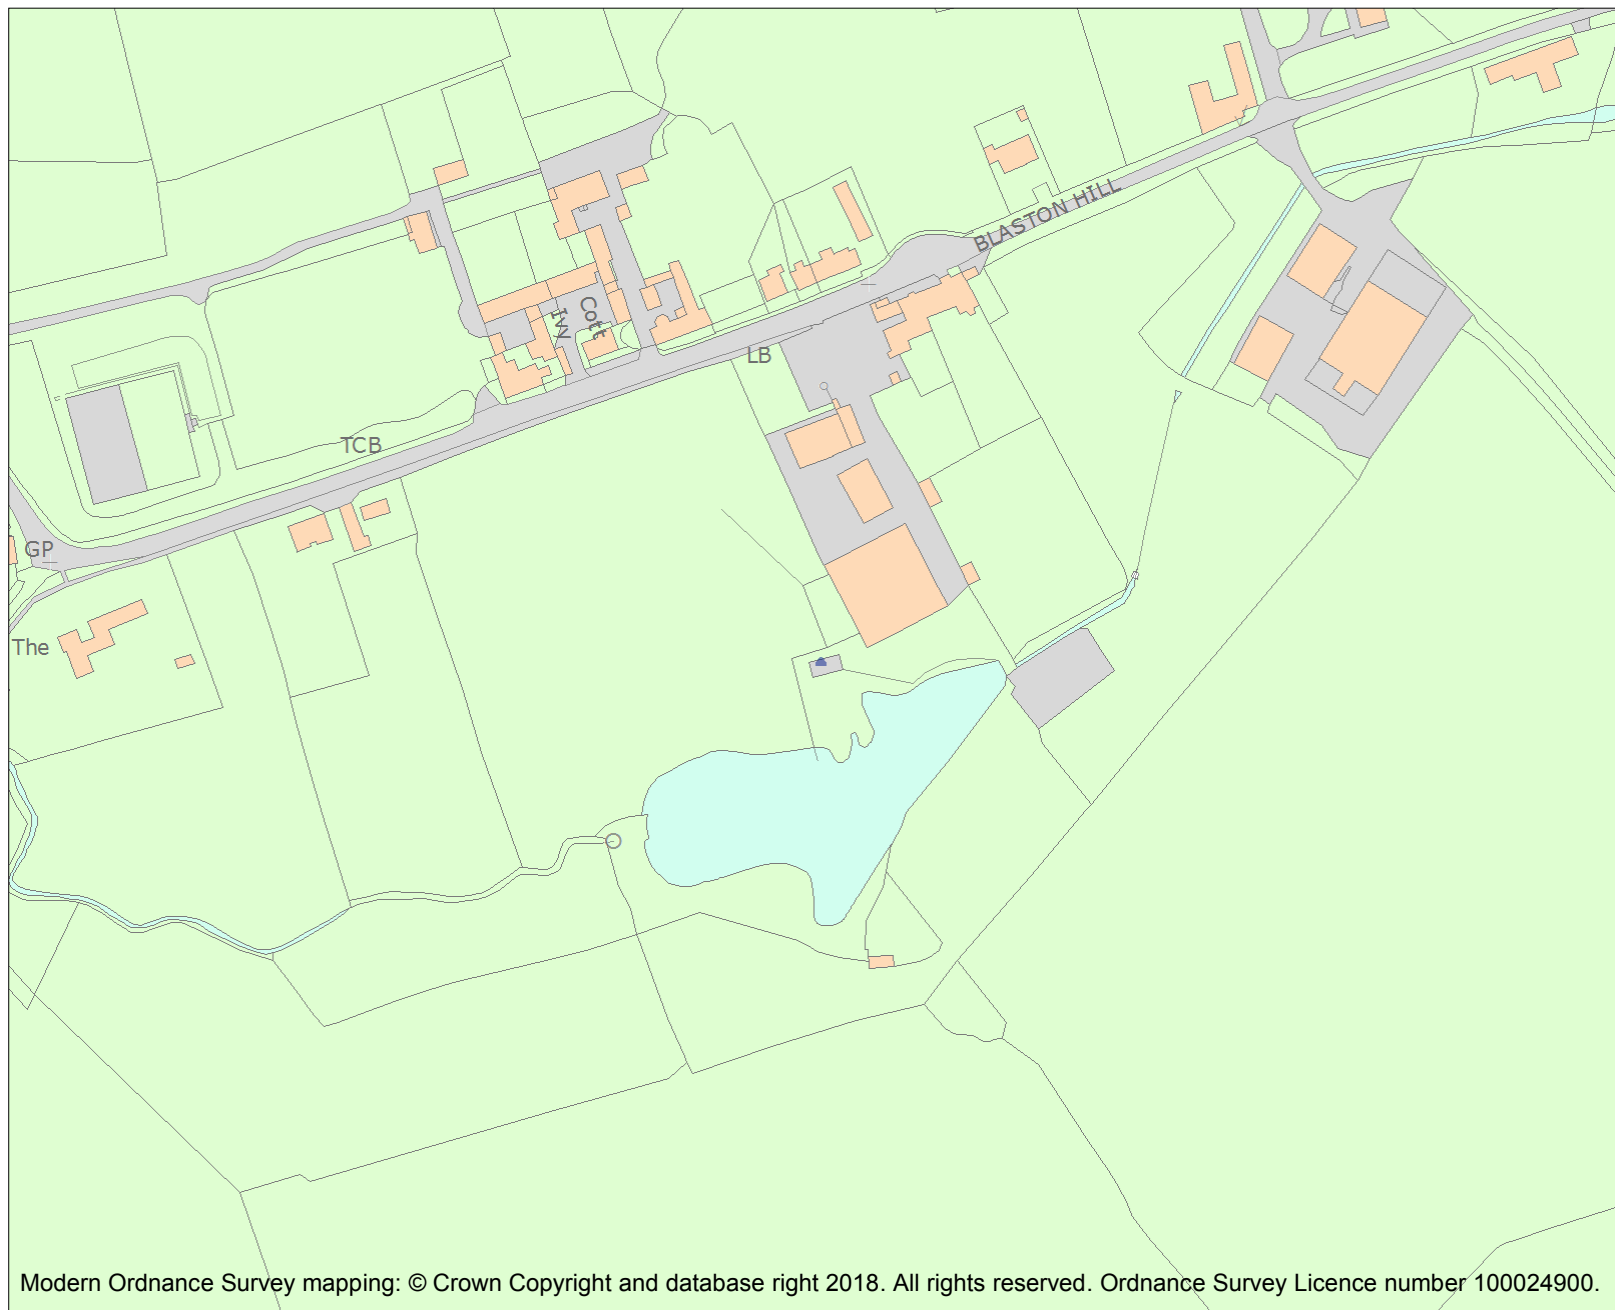 BLASTON HILL
Cott
Ivy
LB
TCB
GP
The
Modern Ordnance Survey mapping: © Crown Copyright and database right 2018. All rights reserved. Ordnance Survey Licence number 100024900.